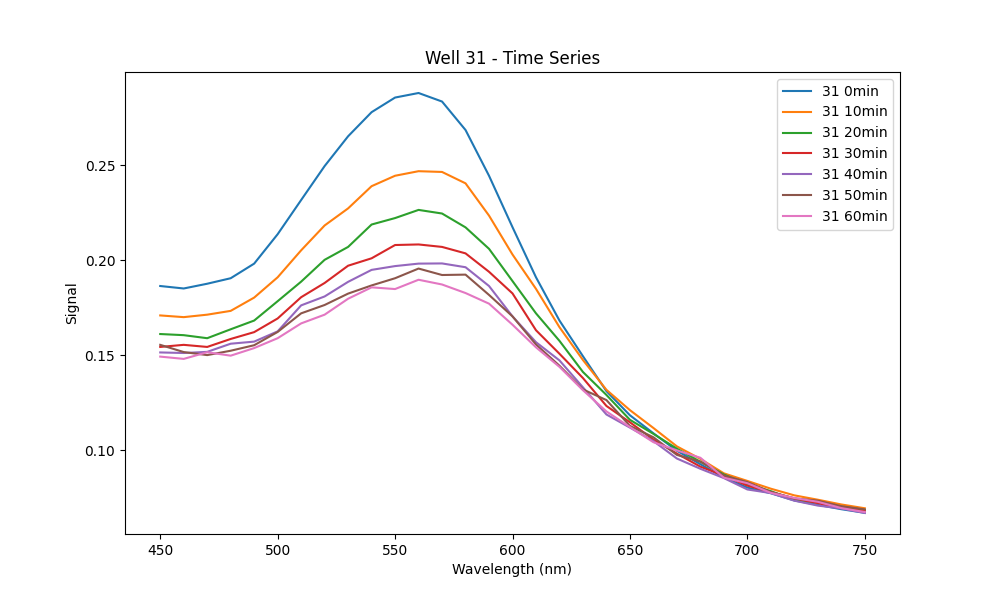 Well 31 - Time Series
31 0min
31 10min
31 20min
31 30min
31 40min
31 50min
31 60min
Signal
0.25
0.20
0.15
0.10
450 500 550 600 650 700 750
Wavelength (nm)